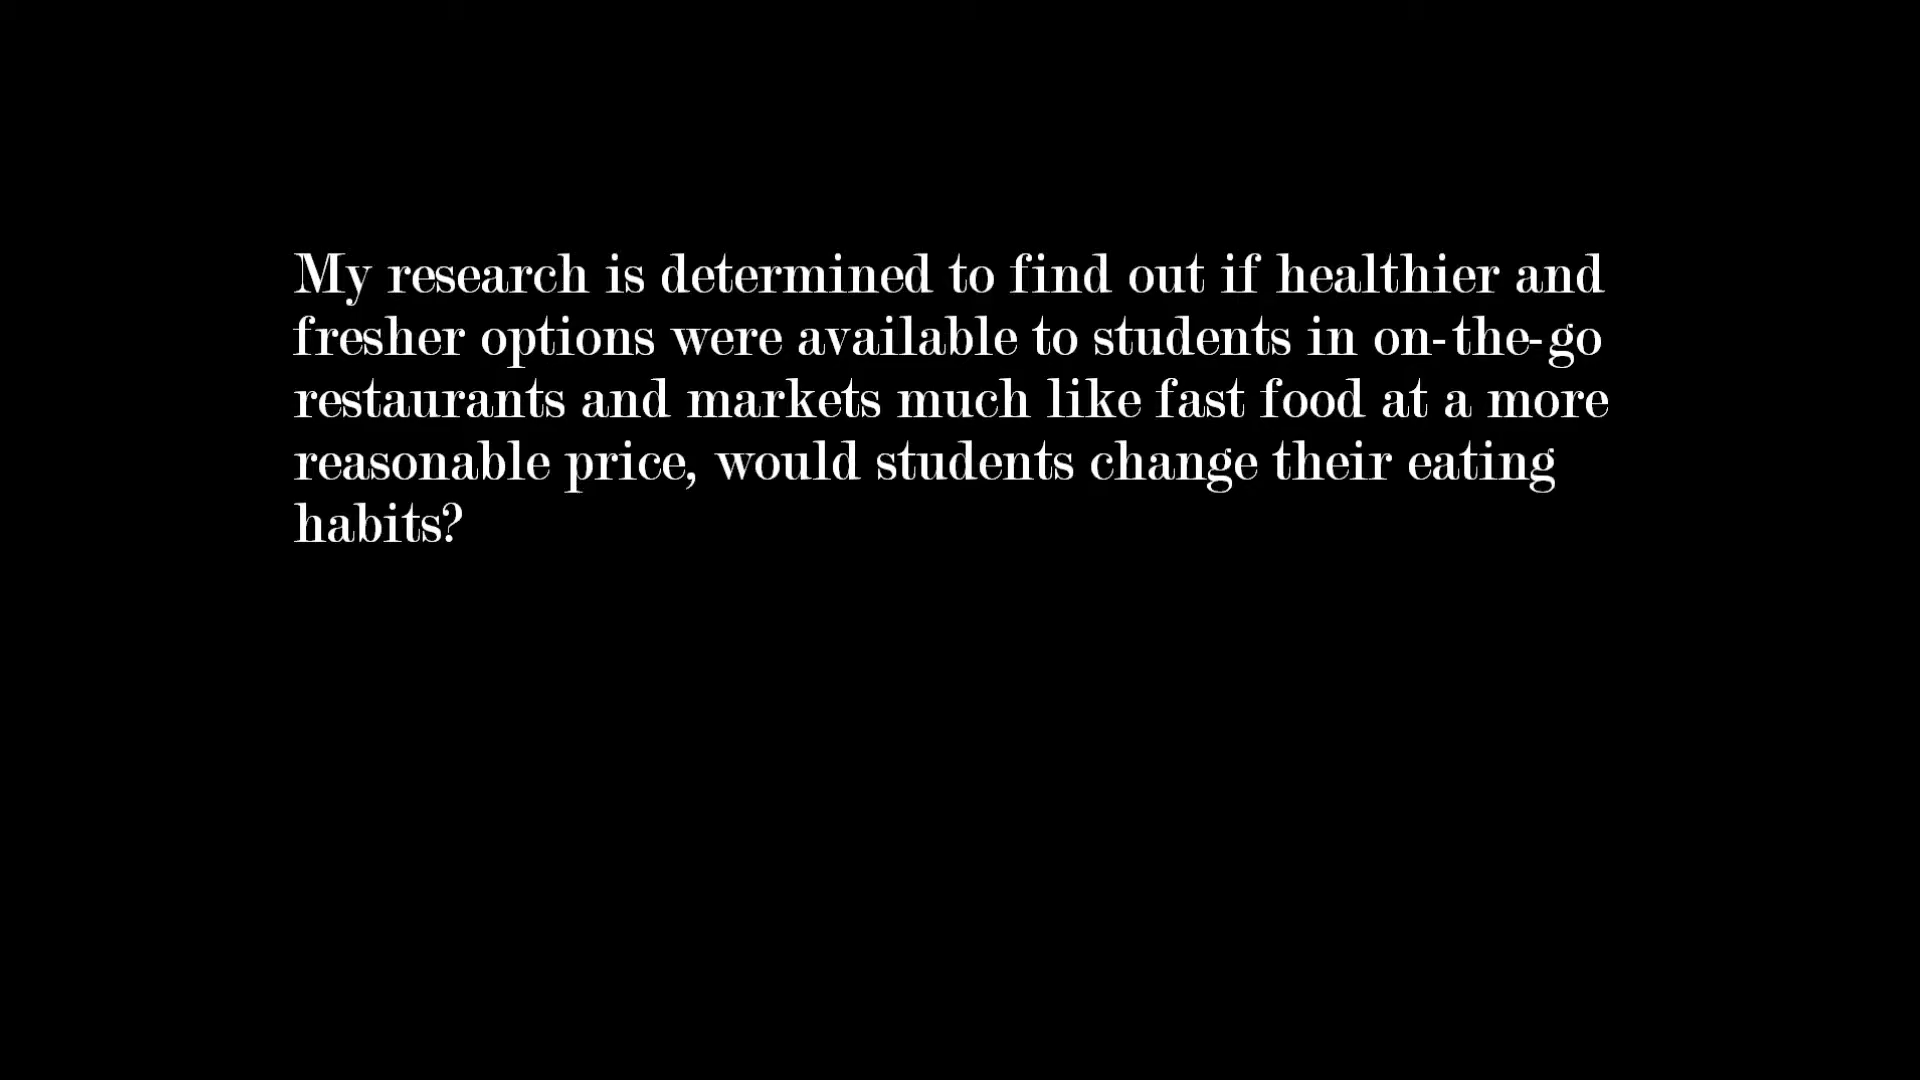 My research is determined to find out if healthier and
fresher options were available to students in on-the-go
restaurants and markets much like fast food at a more
reasonable price, would students change their eating
habits?